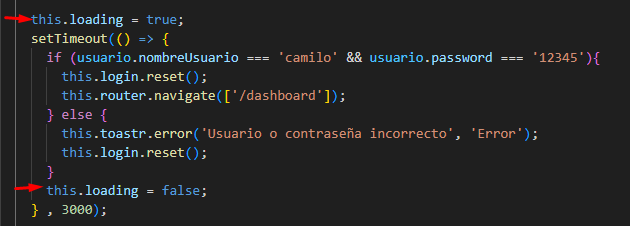 this.loading = true;
setTimeout(() => {
if (usuario.nombreUsuario === 'camilo' && usuario.password === '12345'){
this.login.reset();
this.router.navigate(['/dashboard']);
} else {
this.toastr.error('Usuario o contraseña incorrecto', 'Error');
this.login.reset();
}
this.loading = false;
} , 3000);